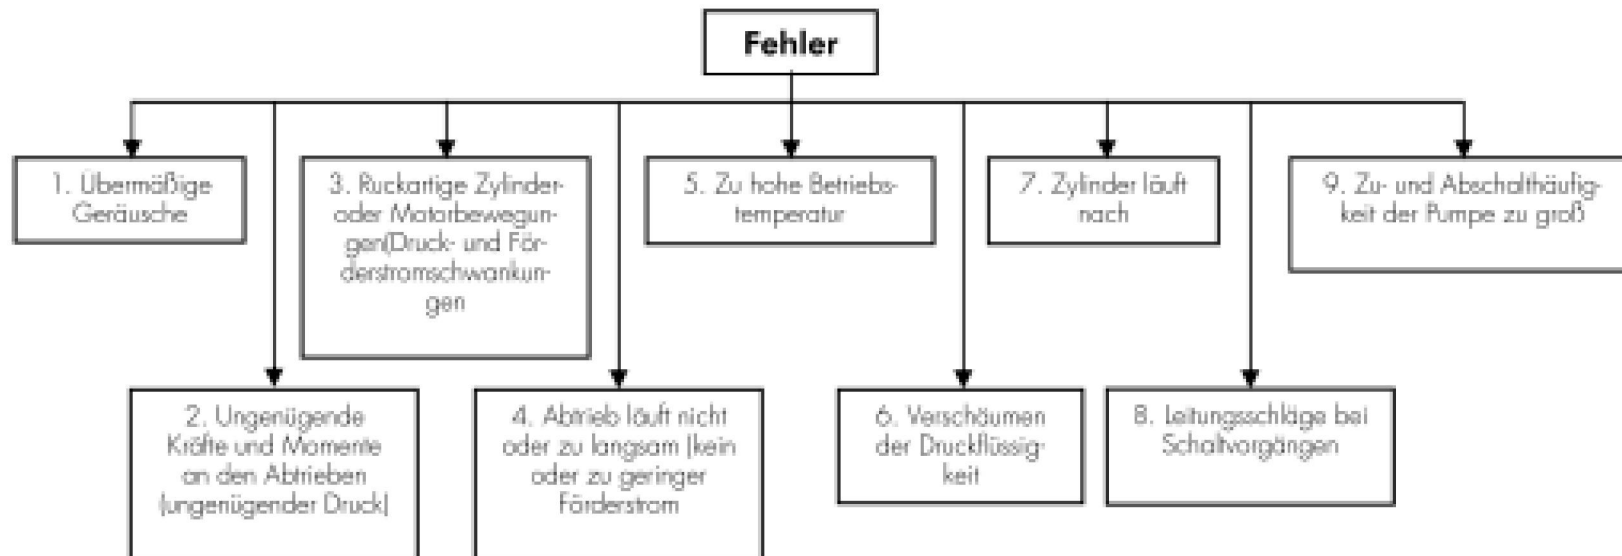 Fehler
1. Übermäßige
Geräusche
2. Ungenügende
Kräfte und Momente
an den Abtrieben
(ungenügender Druck)
3. Ruckartige Zylinder-
oder Motorbewegun-
gen(Druck- und För-
derstromschwankun-
gen
4. Abtrieb läuft nicht
oder zu langsam (kein
oder zu geringer
Förderstrom
5. Zu hohe Betriebs-
temperatur
6. Verschäumen
der Druckflüssig-
keit
7. Zylinder läuft
nach
8. Leitungsschläge bei
Schaltvorgängen
9. Zu- und Abschalthäufig-
keit der Pumpe zu groß